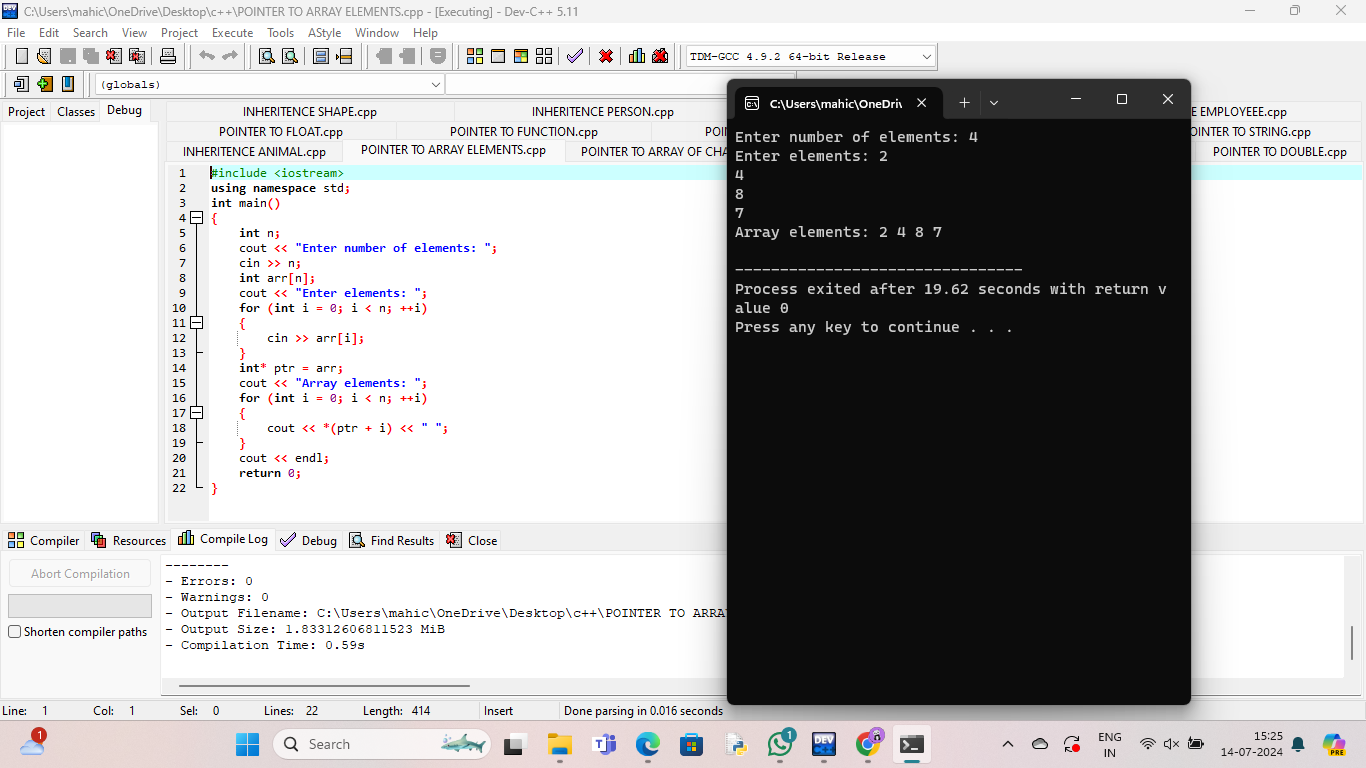 C:\Users\mahic\OneDrive\Desktop\c++\POINTER TO ARRAY ELEMENTS.cpp - [Executing] - Dev-C++ 5.11
File Edit Search View Project Execute Tools AStyle Window Help
TDM-GCC 4.9.2 64-bit Release
(globals)
Project Classes Debug
INHERITENCE SHAPE.cpp INHERITENCE PERSON.cpp E EMPLOYEEE.cpp
POINTER TO FLOAT.cpp POINTER TO FUNCTION.cpp POIN OINTER TO STRING.cpp
INHERITENCE ANIMAL.cpp POINTER TO ARRAY ELEMENTS.cpp POINTER TO ARRAY OF CHA POINTER TO DOUBLE.cpp
1 #include <iostream>
2 using namespace std;
3 int main()
4 {
5 int n;
6 cout << "Enter number of elements: ";
7 cin >> n;
8 int arr[n];
9 cout << "Enter elements: ";
10 for (int i = 0; i < n; ++i)
11 {
12 cin >> arr[i];
13 }
14 int* ptr = arr;
15 cout << "Array elements: ";
16 for (int i = 0; i < n; ++i)
17 {
18 cout << *(ptr + i) << " ";
19 }
20 cout << endl;
21 return 0;
22 }
C:\Users\mahic\OneDri
Enter number of elements: 4
Enter elements: 2
4
8
7
Array elements: 2 4 8 7
--------------------------------
Process exited after 19.62 seconds with return v
alue 0
Press any key to continue . . .
Compiler Resources Compile Log Debug Find Results Close
Abort Compilation
Shorten compiler paths
--------
- Errors: 0
- Warnings: 0
- Output Filename: C:\Users\mahic\OneDrive\Desktop\c++\POINTER TO ARRA
- Output Size: 1.83312606811523 MiB
- Compilation Time: 0.59s
Line: 1 Col: 1 Sel: 0 Lines: 22 Length: 414 Insert Done parsing in 0.016 seconds
1
Search
1
DEV
ENG
IN
15:25
14-07-2024
PRE